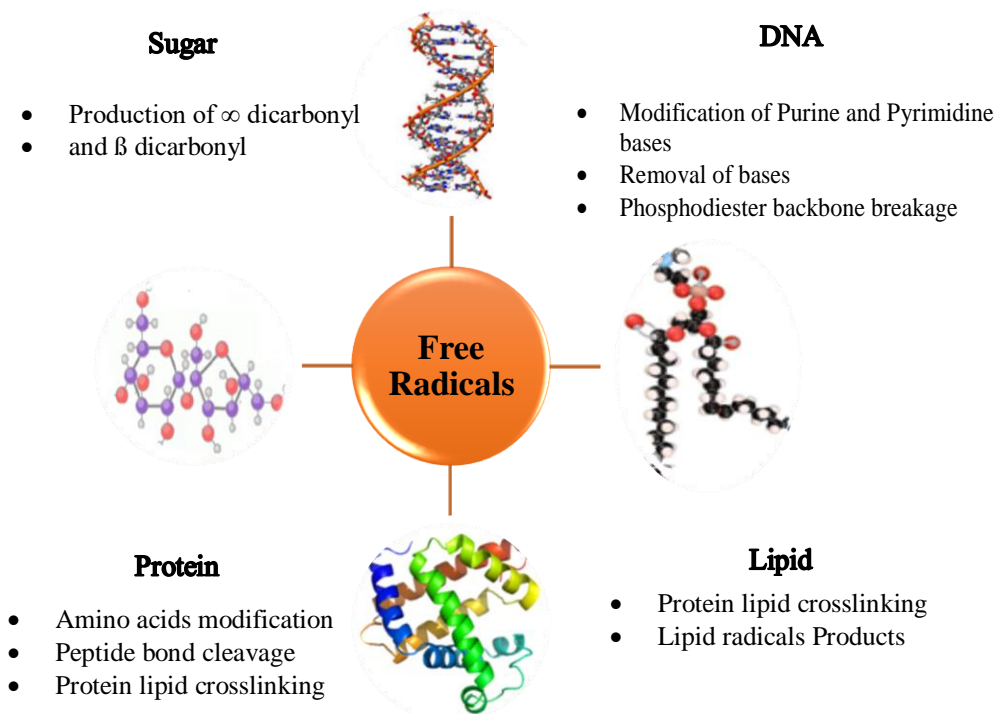 Sugar
• Production of ∞ dicarbonyl
• and ß dicarbonyl
DNA
• Modification of Purine and Pyrimidine
bases
• Removal of bases
• Phosphodiester backbone breakage
Free
Radicals
Protein
• Amino acids modification
• Peptide bond cleavage
• Protein lipid crosslinking
Lipid
• Protein lipid crosslinking
• Lipid radicals Products